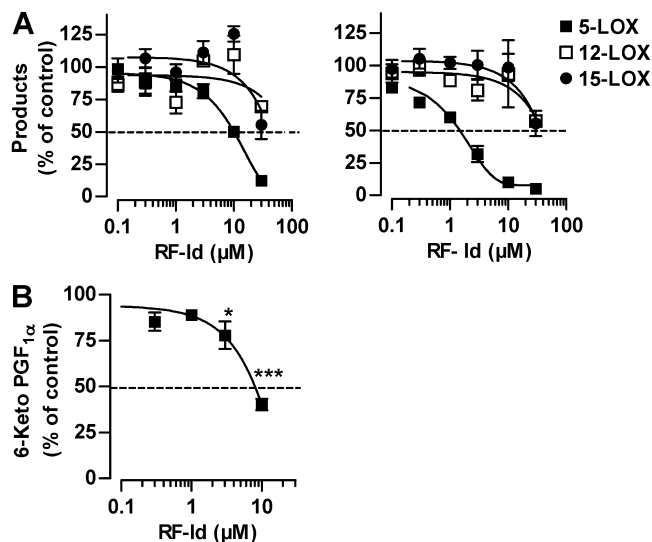 A
Products
(% of control)
125
100
75
50
25
0
0.1
1
10
100
RF-Id (µM)
125
100
75
50
25
0
0.1
1
10
100
RF- Id (µM)
5-LOX
12-LOX
15-LOX
B
6-Keto PGF1α
(% of control)
100
75
50
25
0
*
***
0.1
1
10
RF-Id (µM)